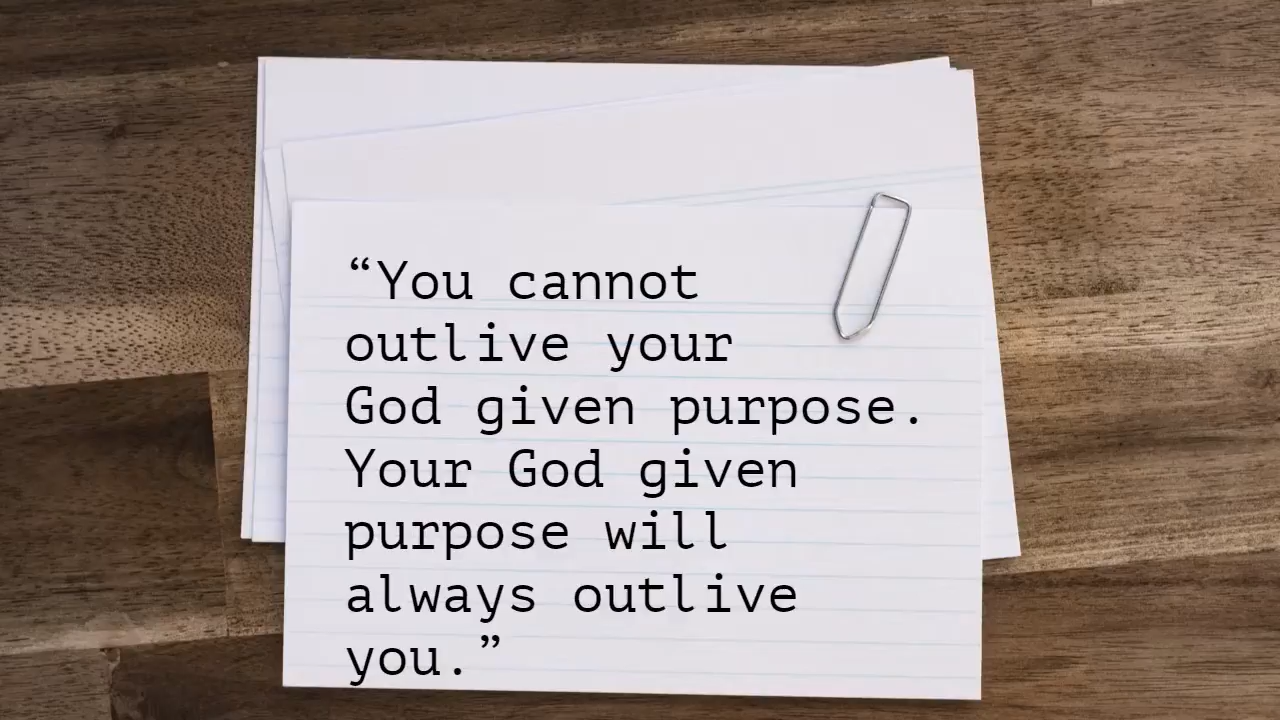 “You cannot
outlive your
God given purpose.
Your God given
purpose will
always outlive
you.”